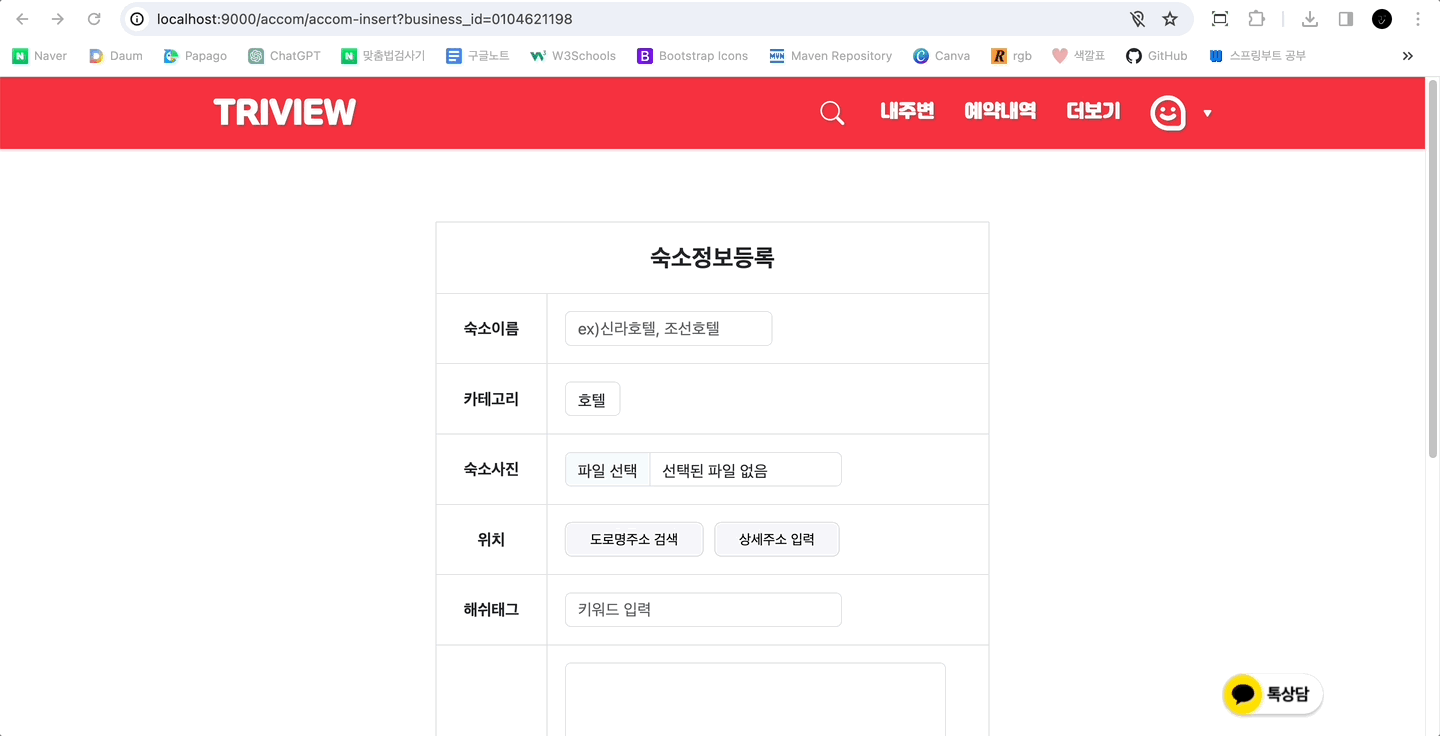 localhost:9000/accom/accom-insert?business_id=0104621198
Naver Daum Papago ChatGPT 맞춤법검사기 구글노트 W3Schools Bootstrap Icons Maven Repository Canva rgb 색깔표 GitHub 스프링부트 공부
TRIVIEW 내주변 예약내역 더보기
숙소정보등록
숙소이름 ex)신라호텔, 조선호텔
카테고리 호텔
숙소사진 파일 선택 선택된 파일 없음
위치 도로명주소 검색 상세주소 입력
해쉬태그 키워드 입력
톡상담